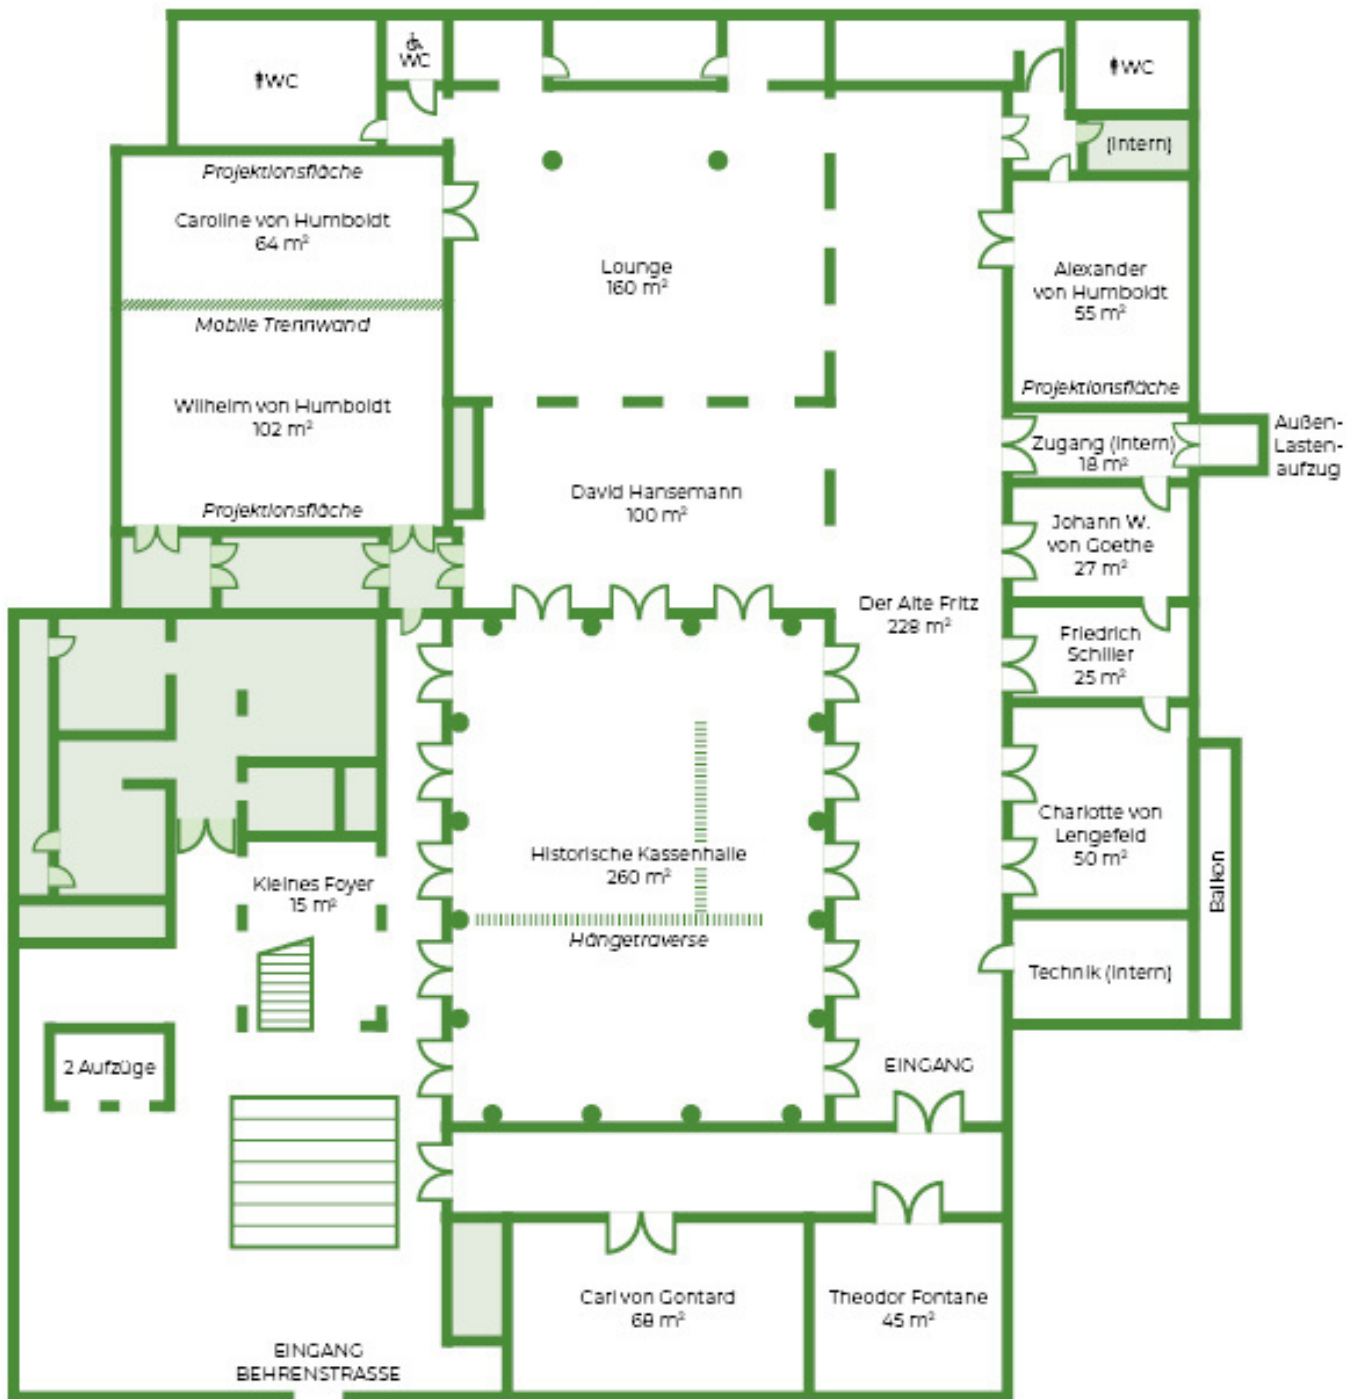 WC
WC
WC
(Intern)
Projektionsfläche
Caroline von Humboldt
64 m²
Mobile Trennwand
Wilhelm von Humboldt
102 m²
Projektionsfläche
Lounge
160 m²
David Hansemann
100 m²
Alexander
von Humboldt
55 m²
Projektionsfläche
Zugang (Intern)
18 m²
Außen-
Lasten-
aufzug
Johann W.
von Goethe
27 m²
Der Alte Fritz
228 m²
Friedrich
Schiller
25 m²
Charlotte von
Lengefeld
50 m²
Balkon
Historische Kassenhalle
260 m²
Hängetraverse
Kleines Foyer
15 m²
Technik (Intern)
2 Aufzüge
EINGANG
Carl von Gontard
68 m²
Theodor Fontane
45 m²
EINGANG
BEHRENSTRASSE